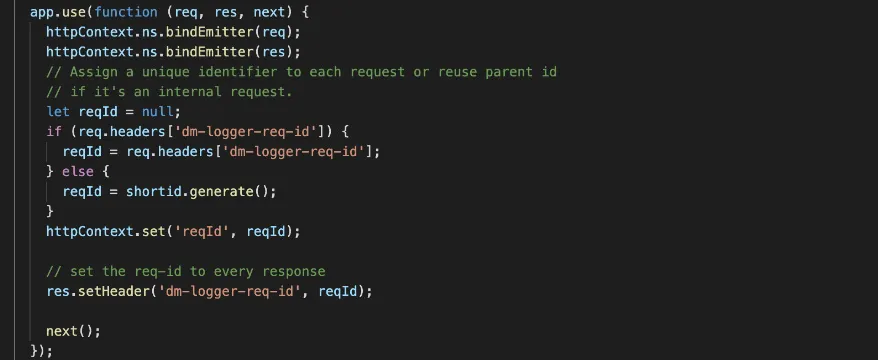 app.use(function (req, res, next) {
httpContext.ns.bindEmitter(req);
httpContext.ns.bindEmitter(res);
// Assign a unique identifier to each request or reuse parent id
// if it's an internal request.
let reqId = null;
if (req.headers['dm-logger-req-id']) {
reqId = req.headers['dm-logger-req-id'];
} else {
reqId = shortid.generate();
}
httpContext.set('reqId', reqId);
// set the req-id to every response
res.setHeader('dm-logger-req-id', reqId);
next();
});